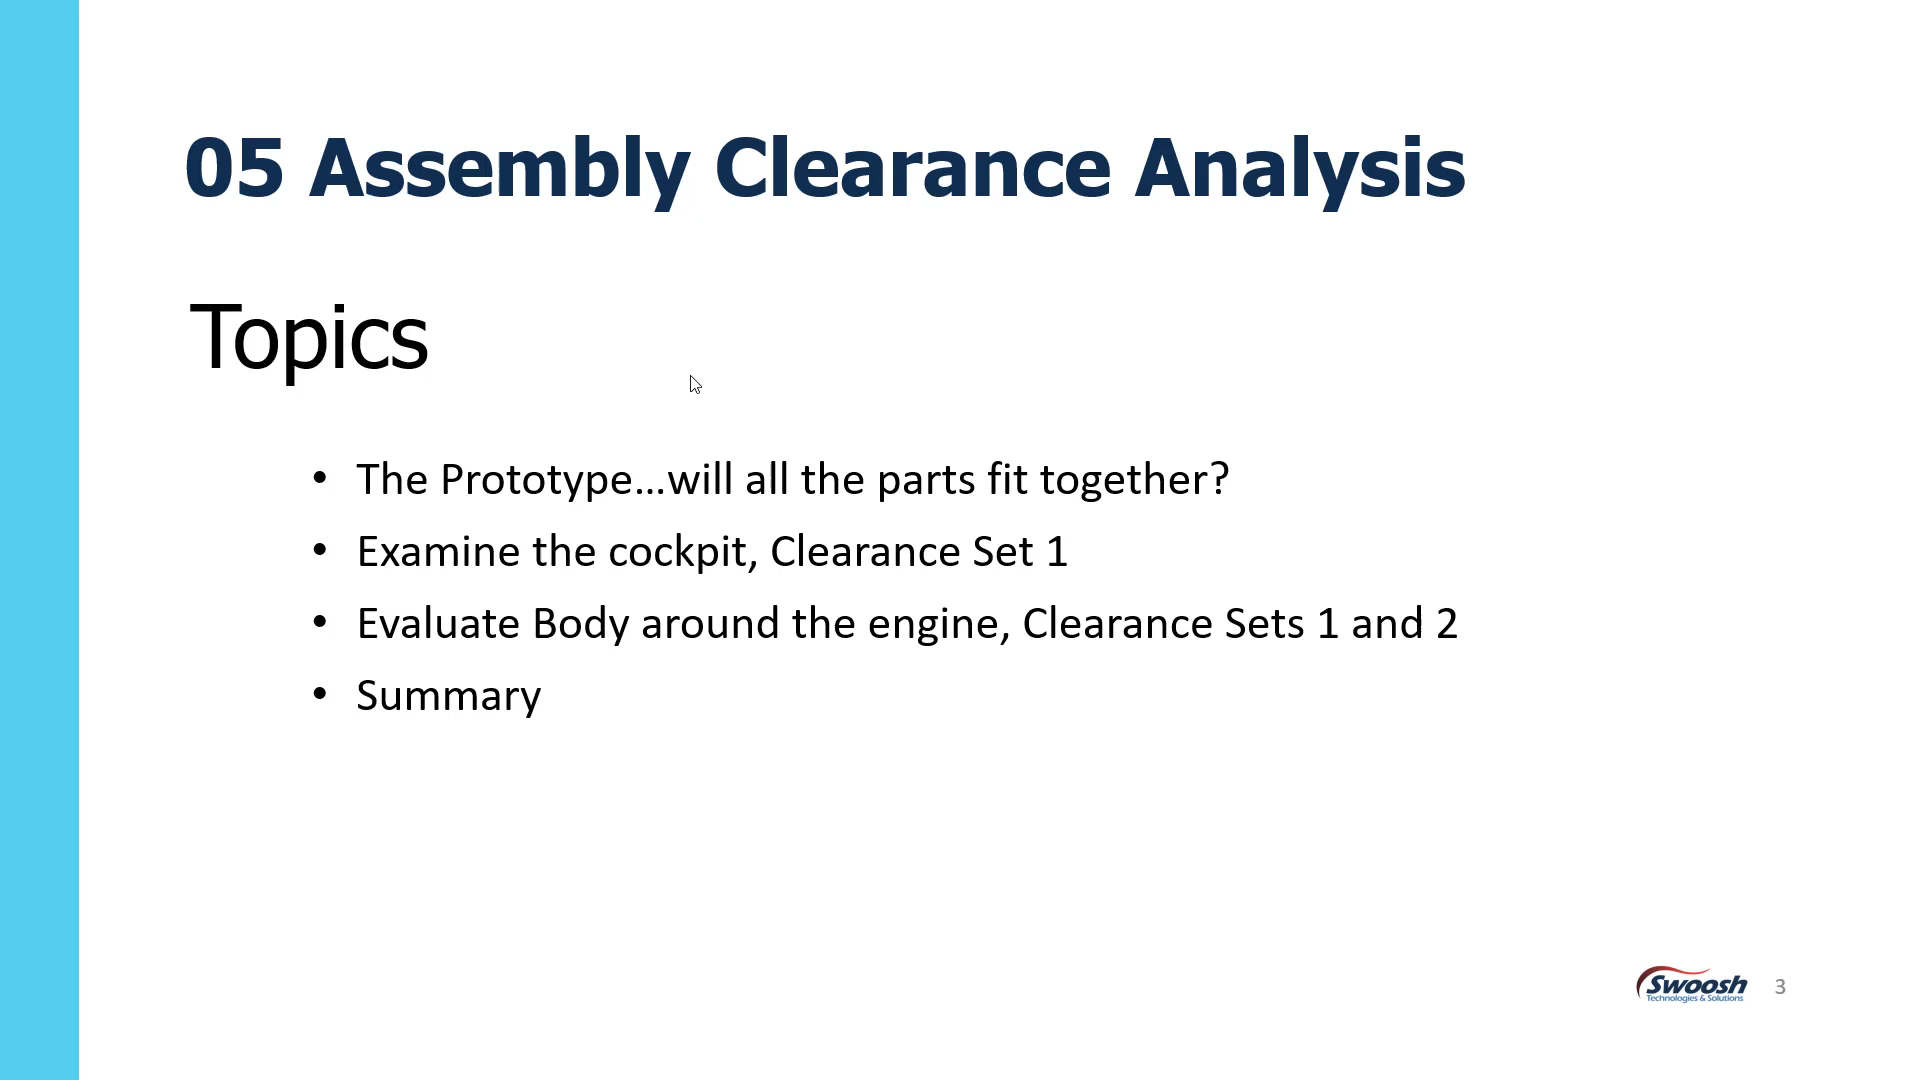 05 Assembly Clearance Analysis
Topics
• The Prototype...will all the parts fit together?
• Examine the cockpit, Clearance Set 1
• Evaluate Body around the engine, Clearance Sets 1 and 2
• Summary
Swoosh
Technologies & Solutions
3